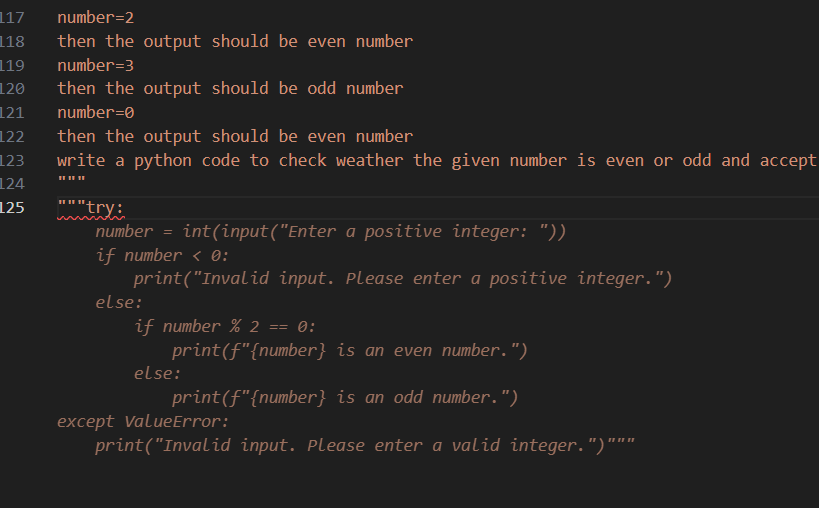 117 number=2
118 then the output should be even number
119 number=3
120 then the output should be odd number
121 number=0
122 then the output should be even number
123 write a python code to check weather the given number is even or odd and accept
124 """
125 """try:
    number = int(input("Enter a positive integer: "))
    if number < 0:
        print("Invalid input. Please enter a positive integer.")
    else:
        if number % 2 == 0:
            print(f"{number} is an even number.")
        else:
            print(f"{number} is an odd number.")
except ValueError:
    print("Invalid input. Please enter a valid integer.")"""